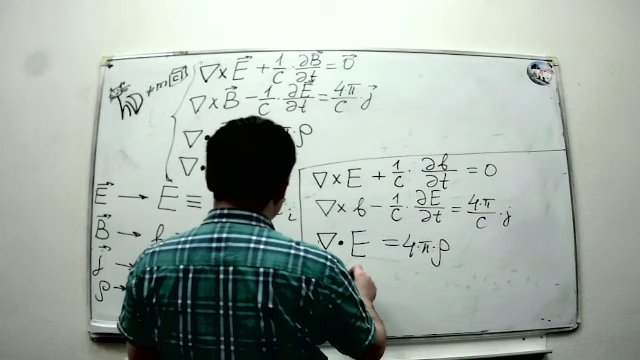 ∇×E⃗ + 1/c · ∂B⃗/∂t = 0⃗
∇×B⃗ − 1/c · ∂E⃗/∂t = 4π/c · j⃗
∇· ρ
∇·
E⃗ → E⃗ ≡ i
B⃗ →
j⃗ →
ρ →
∇×E + 1/c · ∂b/∂t = 0
∇×b − 1/c · ∂E/∂t = 4·π/c · j
∇·E = 4·π·ρ